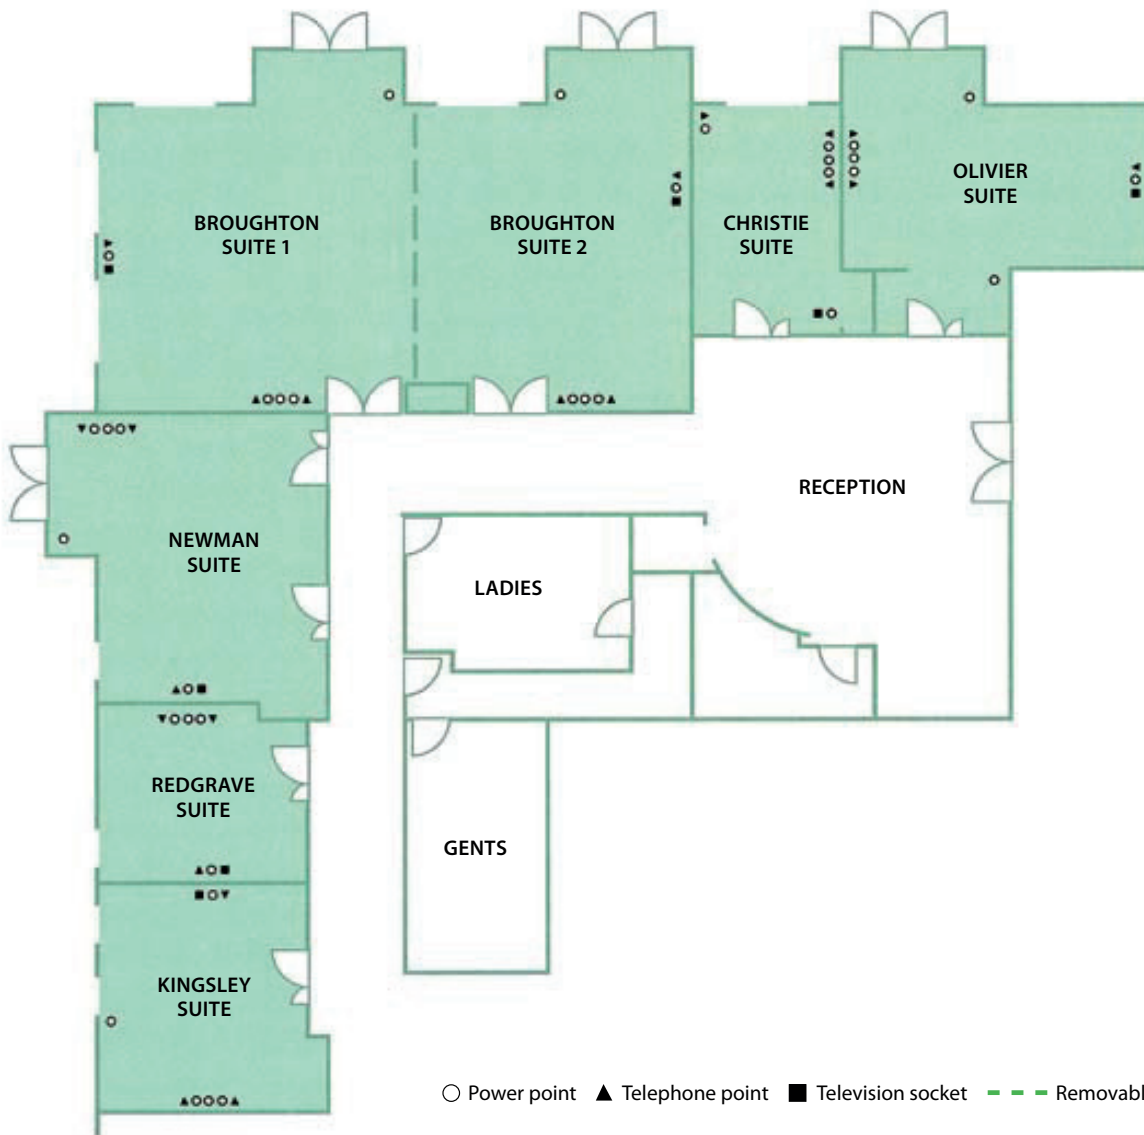 BROUGHTON
SUITE 1
BROUGHTON
SUITE 2
CHRISTIE
SUITE
OLIVIER
SUITE
RECEPTION
NEWMAN
SUITE
LADIES
REDGRAVE
SUITE
GENTS
KINGSLEY
SUITE
Power point Telephone point Television socket Removabl